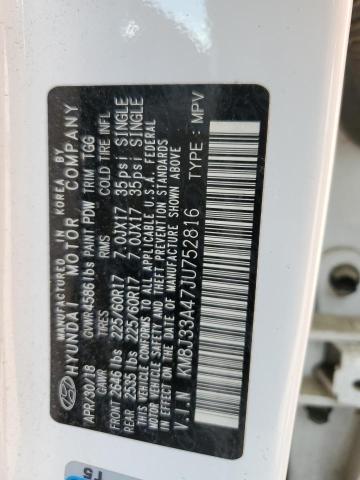 MANUFACTURED IN KOREA BY
HYUNDAI MOTOR COMPANY
APR/30/18 GVWR 4586 lbs PAINT PDW TRIM TGG
GAWR TIRES RIMS COLD TIRE INFL
FRONT 2646 lbs 225/60R17 7.0JX17 35psi SINGLE
REAR 2535 lbs 225/60R17 7.0JX17 35psi SINGLE
THIS VEHICLE CONFORMS TO ALL APPLICABLE U.S.A. FEDERAL
MOTOR VEHICLE SAFETY AND THEFT PREVENTION STANDARDS
IN EFFECT ON THE DATE OF MANUFACTURE SHOWN ABOVE.
V.I.N KM8J33A47JU752816 TYPE : MPV